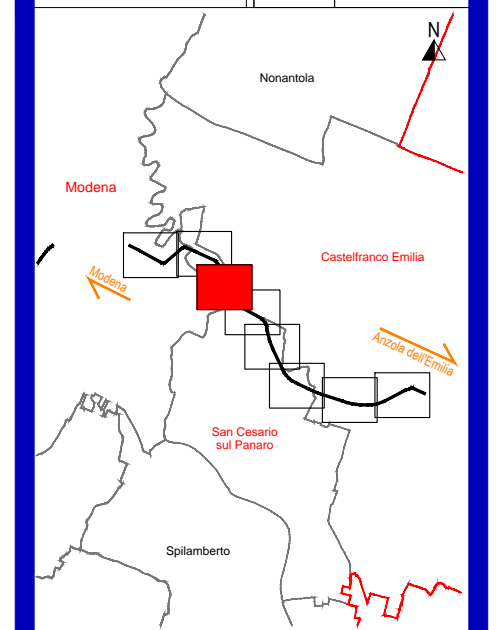 N
Nonantola
Modena
Castelfranco Emilia
Modena
Anzola dell'Emilia
San Cesario
sul Panaro
Spilamberto